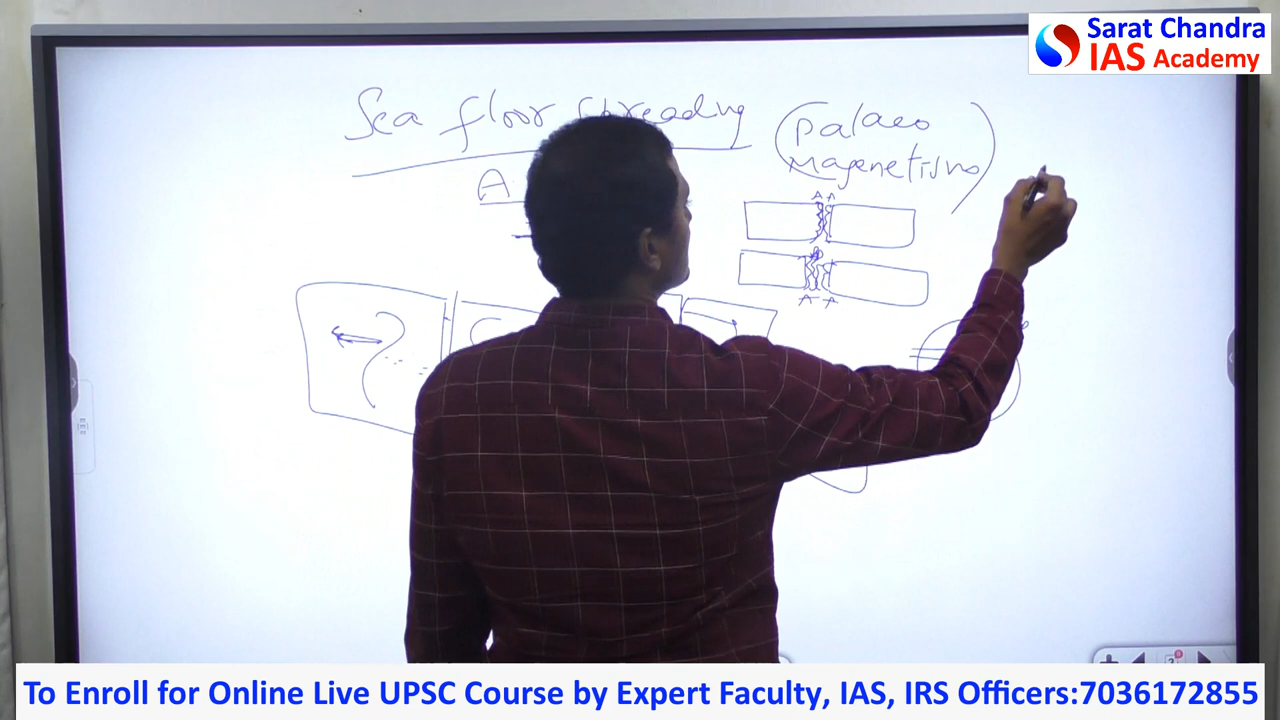 Sarat Chandra
IAS Academy
Sea floor spreading
(Palaeo
Magenetism)
A
A A
A A
To Enroll for Online Live UPSC Course by Expert Faculty, IAS, IRS Officers:7036172855